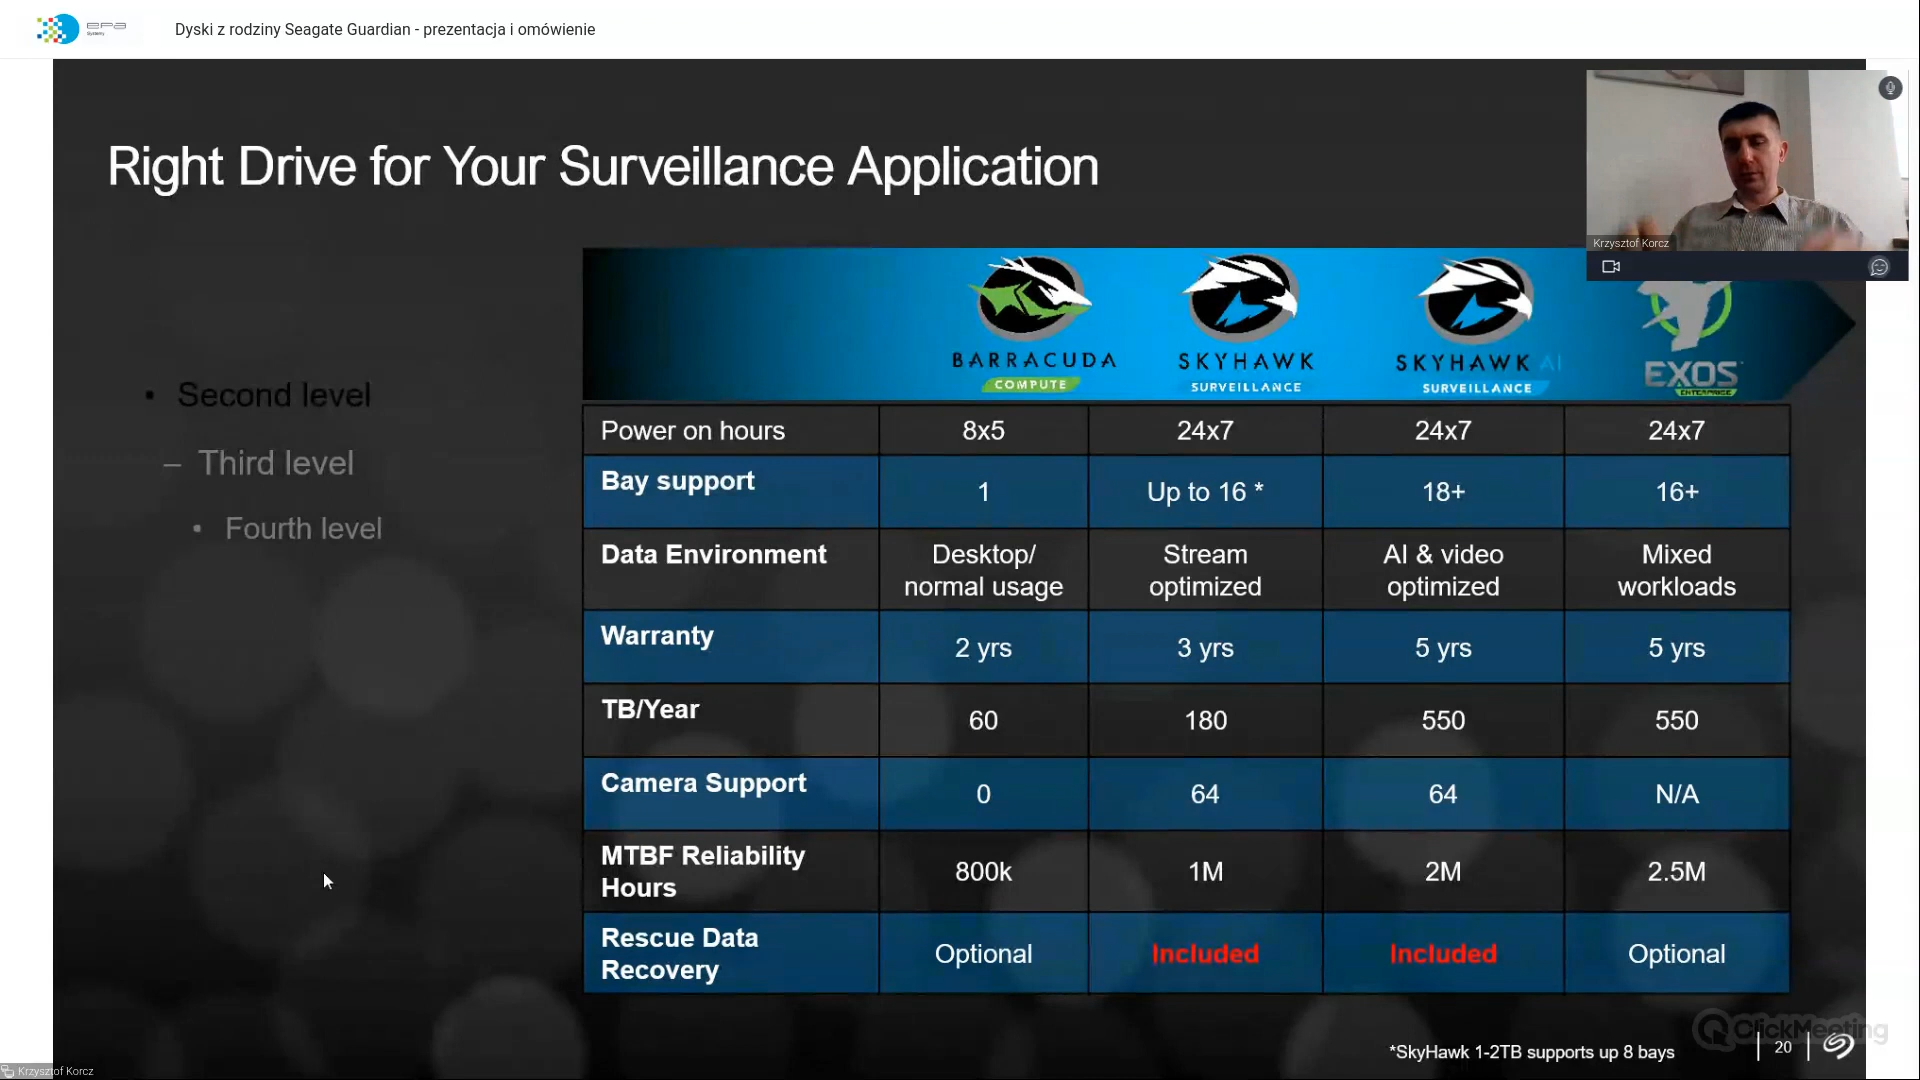 epa
Systemy
Dyski z rodziny Seagate Guardian - prezentacja i omówienie
Right Drive for Your Surveillance Application
Krzysztof Korcz
• Second level
– Third level
• Fourth level
BARRACUDA
COMPUTE
SKYHAWK
SURVEILLANCE
SKYHAWK AI
SURVEILLANCE
EXOS
ENTERPRISE
Power on hours 8x5 24x7 24x7 24x7
Bay support 1 Up to 16 * 18+ 16+
Data Environment Desktop/ normal usage Stream optimized AI & video optimized Mixed workloads
Warranty 2 yrs 3 yrs 5 yrs 5 yrs
TB/Year 60 180 550 550
Camera Support 0 64 64 N/A
MTBF Reliability Hours 800k 1M 2M 2.5M
Rescue Data Recovery Optional Included Included Optional
ClickMeeting
*SkyHawk 1-2TB supports up 8 bays
20
Krzysztof Korcz